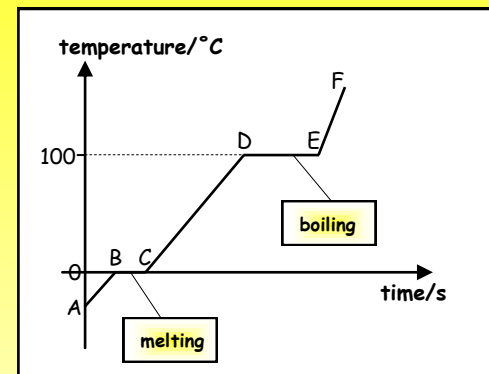 temperature/˚C
F
D
E
100
boiling
B
C
0
A
time/s
melting